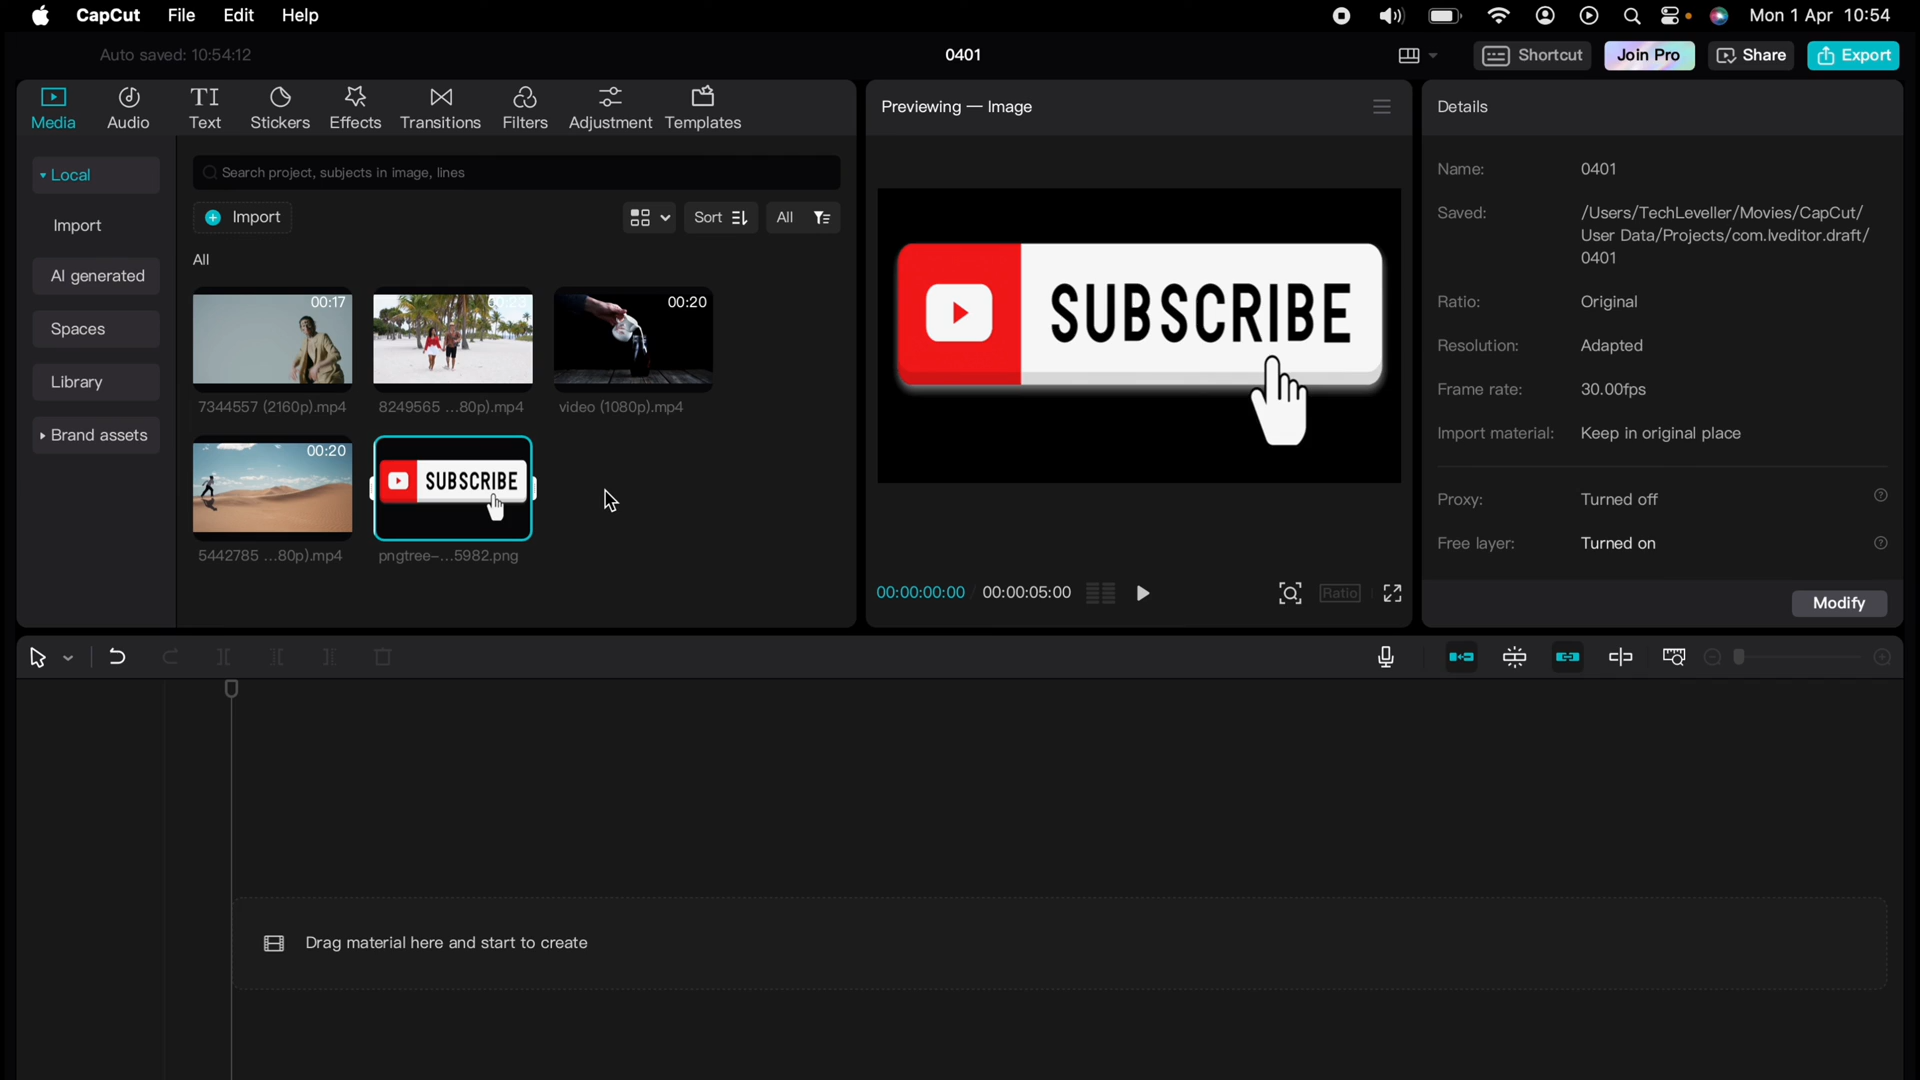 CapCut File Edit Help Mon 1 Apr 10:54
Auto saved: 10:54:12 0401 Shortcut Join Pro Share Export
Media Audio Text Stickers Effects Transitions Filters Adjustment Templates
Previewing — Image
Details
Local
Import
AI generated
Spaces
Library
Brand assets
Search project, subjects in image, lines
Import Sort All
All
00:17
00:20
7344557 (2160p).mp4 8249565 ...80p).mp4 video (1080p).mp4
00:20
SUBSCRIBE
5442785 ...80p).mp4 pngtree-...5982.png
SUBSCRIBE
00:00:00:00 / 00:00:05:00 Ratio
Name: 0401
Saved: /Users/TechLeveller/Movies/CapCut/
User Data/Projects/com.lveditor.draft/
0401
Ratio: Original
Resolution: Adapted
Frame rate: 30.00fps
Import material: Keep in original place
Proxy: Turned off
Free layer: Turned on
Modify
Drag material here and start to create